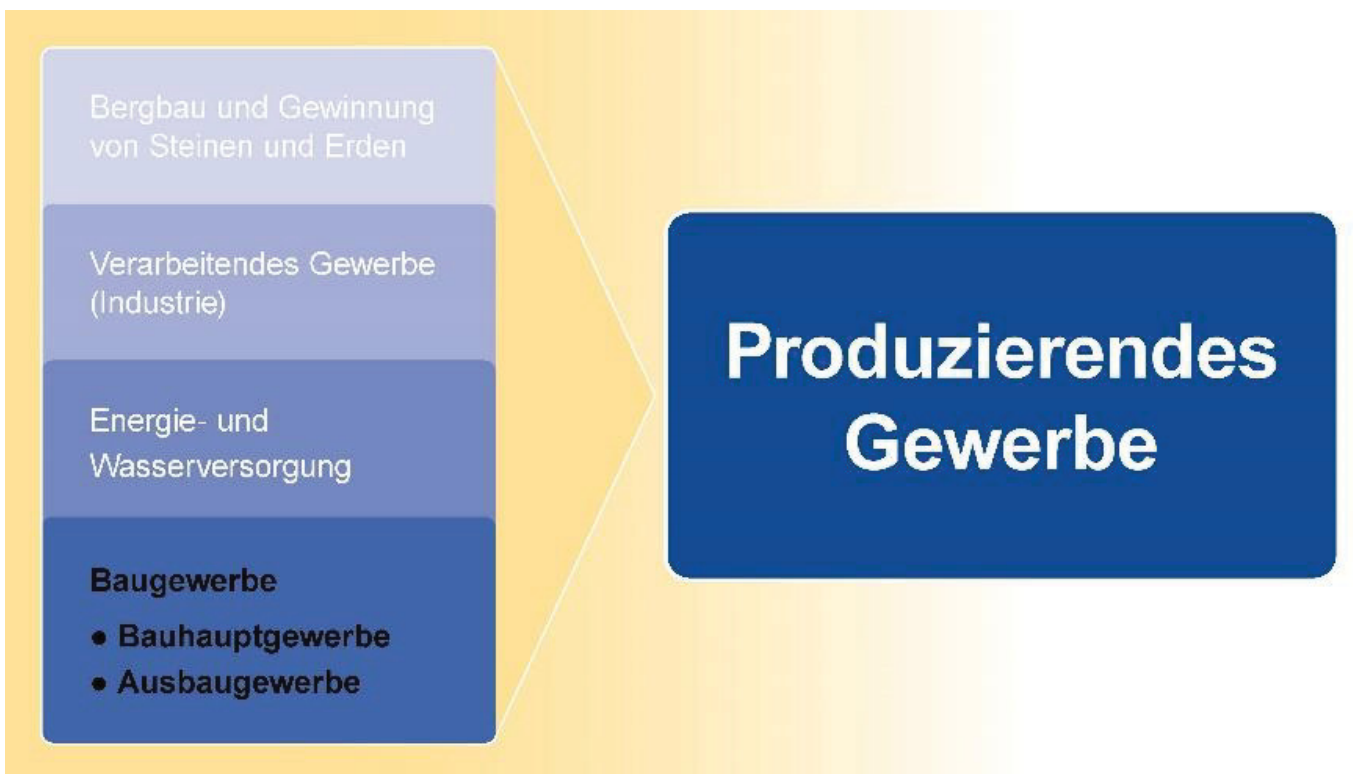 Bergbau und Gewinnung
von Steinen und Erden
Verarbeitendes Gewerbe
(Industrie)
Energie- und
Wasserversorgung
Baugewerbe
● Bauhauptgewerbe
● Ausbaugewerbe
Produzierendes
Gewerbe